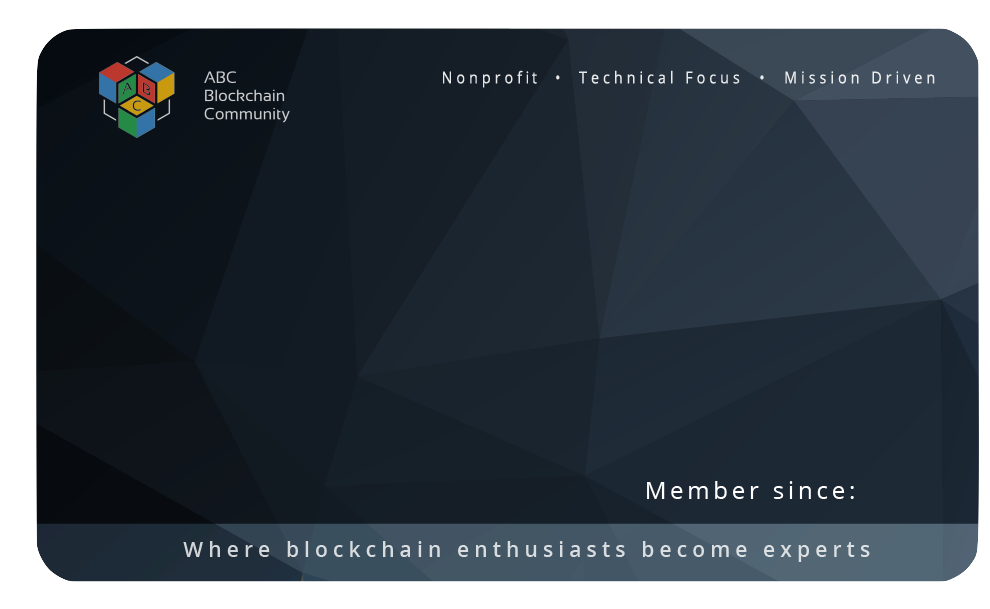 A B C
ABC
Blockchain
Community
Nonprofit • Technical Focus • Mission Driven
Member since:
Where blockchain enthusiasts become experts